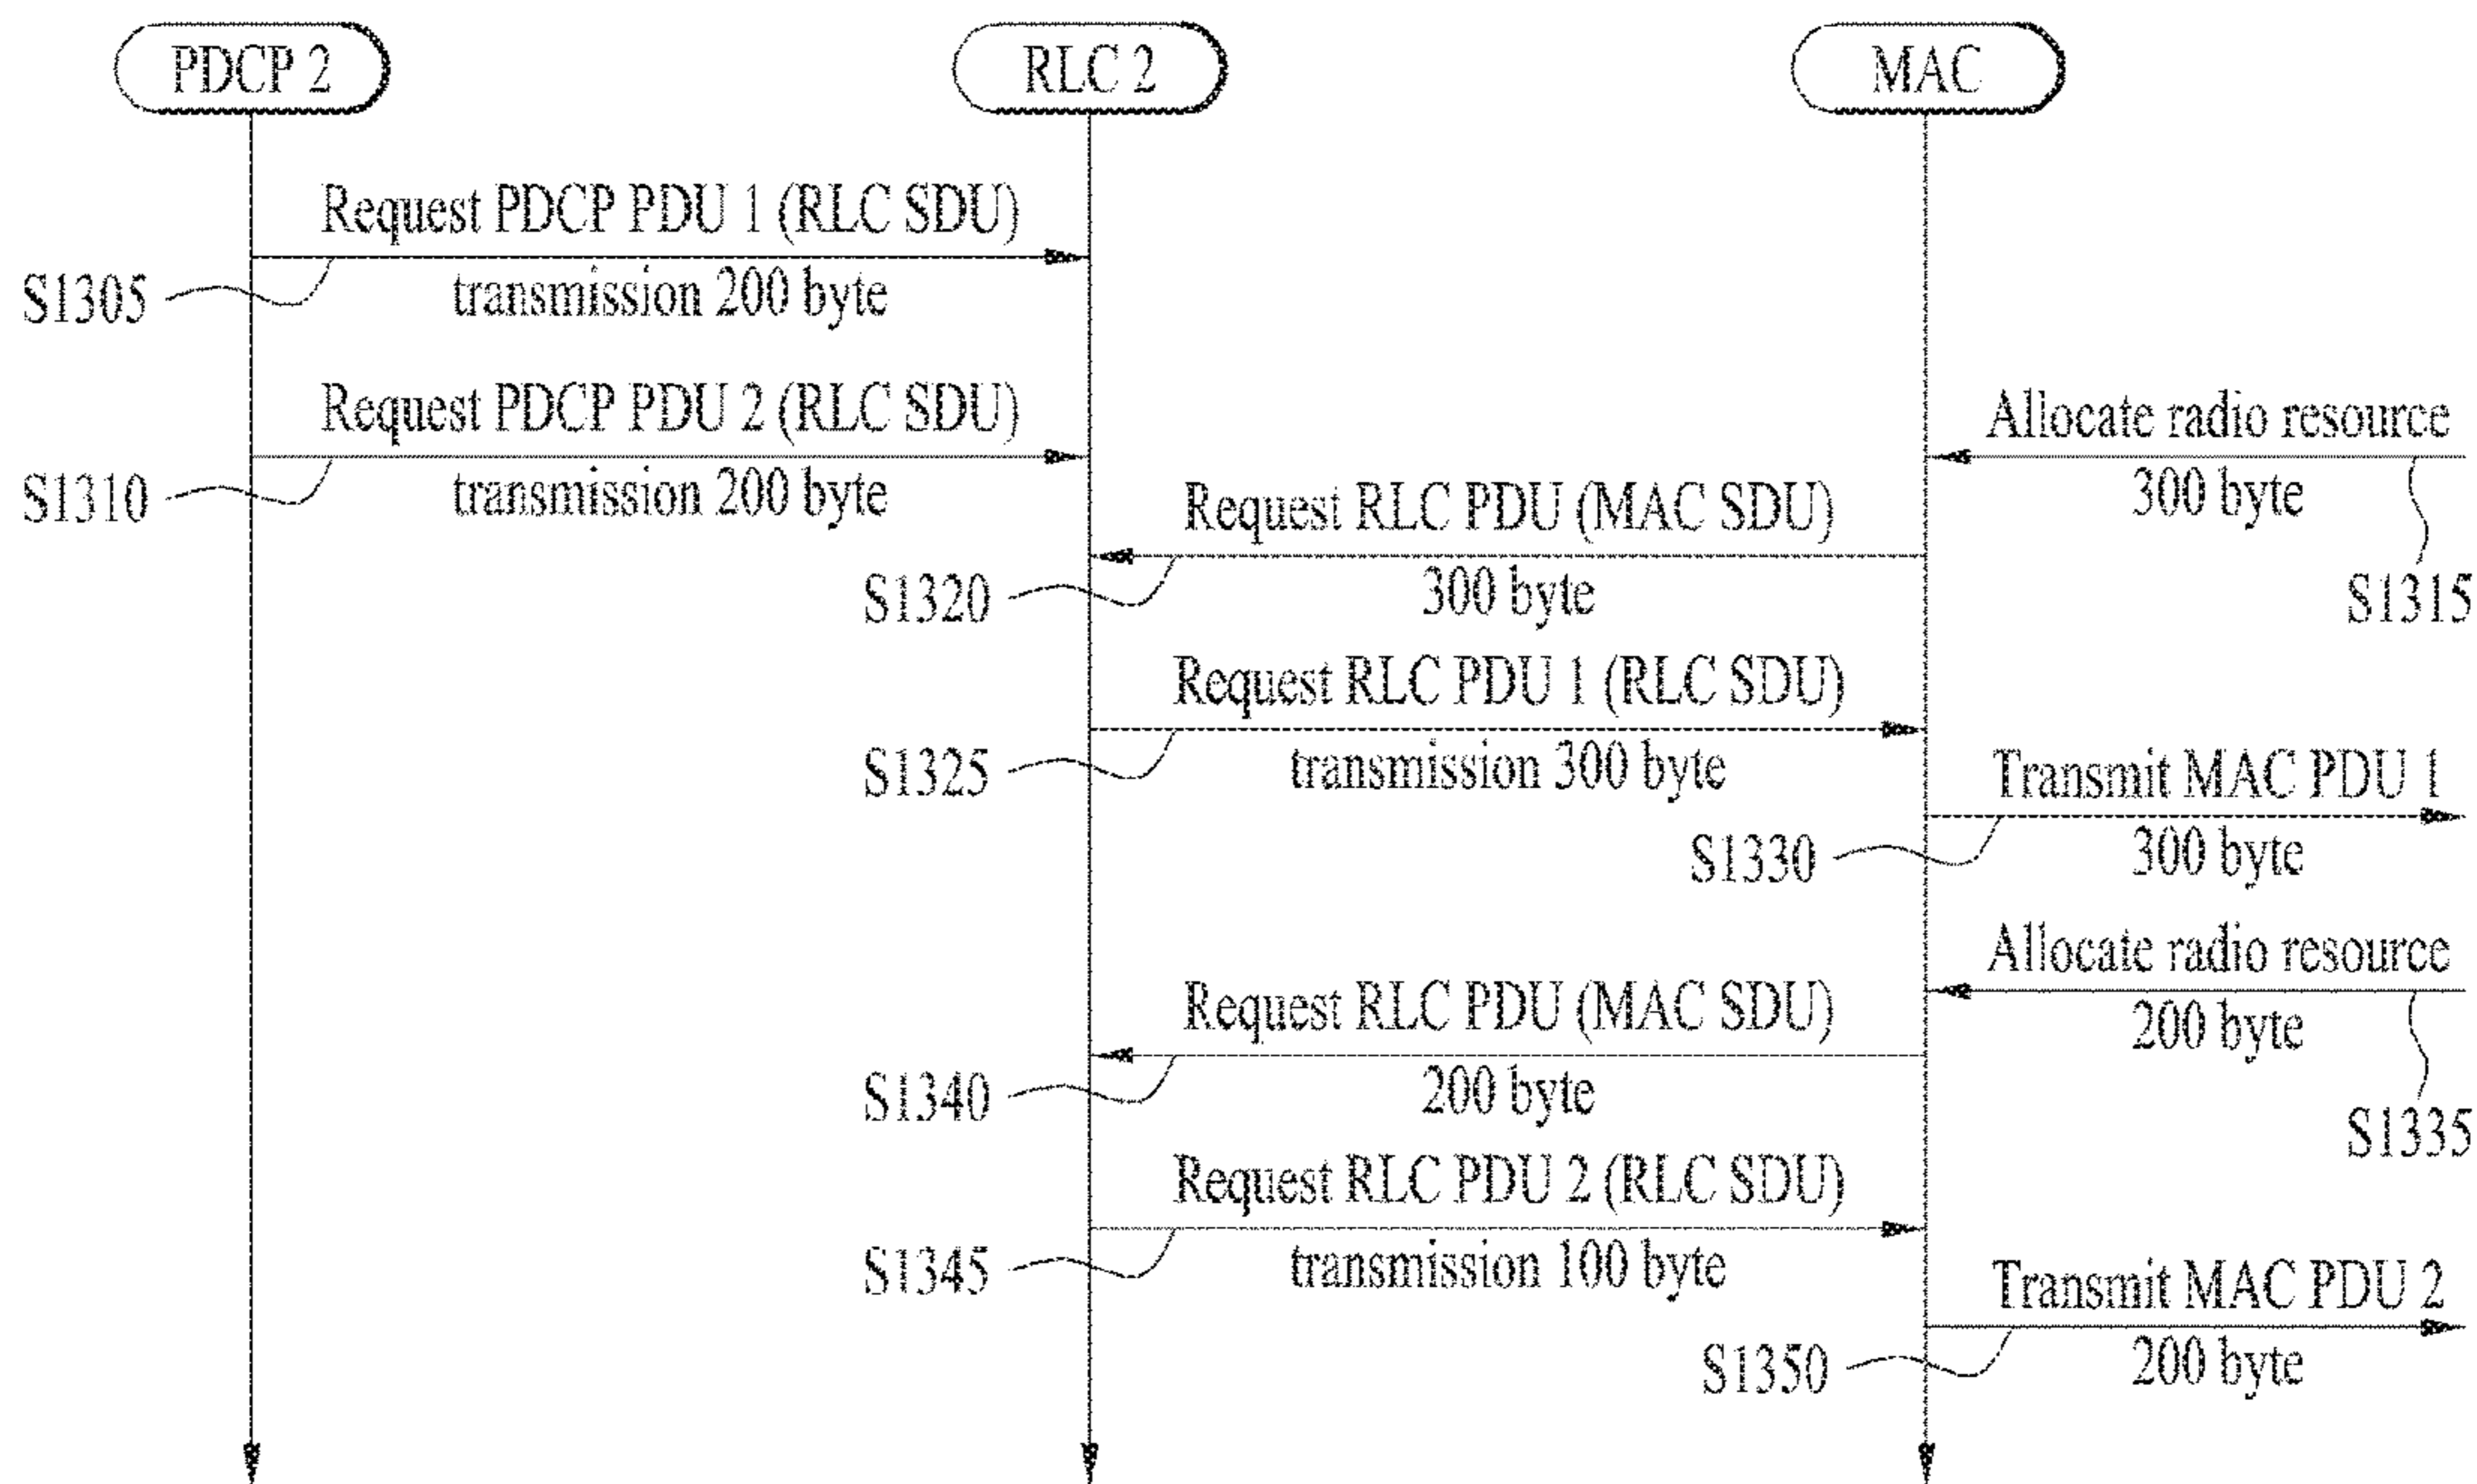 PDCP 2
RLC 2
MAC
Request PDCP PDU 1 (RLC SDU)
S1305
transmission 200 byte
Request PDCP PDU 2 (RLC SDU)
Allocate radio resource
S1310
transmission 200 byte
300 byte
Request RLC PDU (MAC SDU)
S1320
300 byte
S1315
Request RLC PDU 1 (RLC SDU)
S1325
transmission 300 byte
Transmit MAC PDU 1
S1330
300 byte
Allocate radio resource
Request RLC PDU (MAC SDU)
200 byte
S1340
200 byte
S1335
Request RLC PDU 2 (RLC SDU)
S1345
transmission 100 byte
Transmit MAC PDU 2
S1350
200 byte